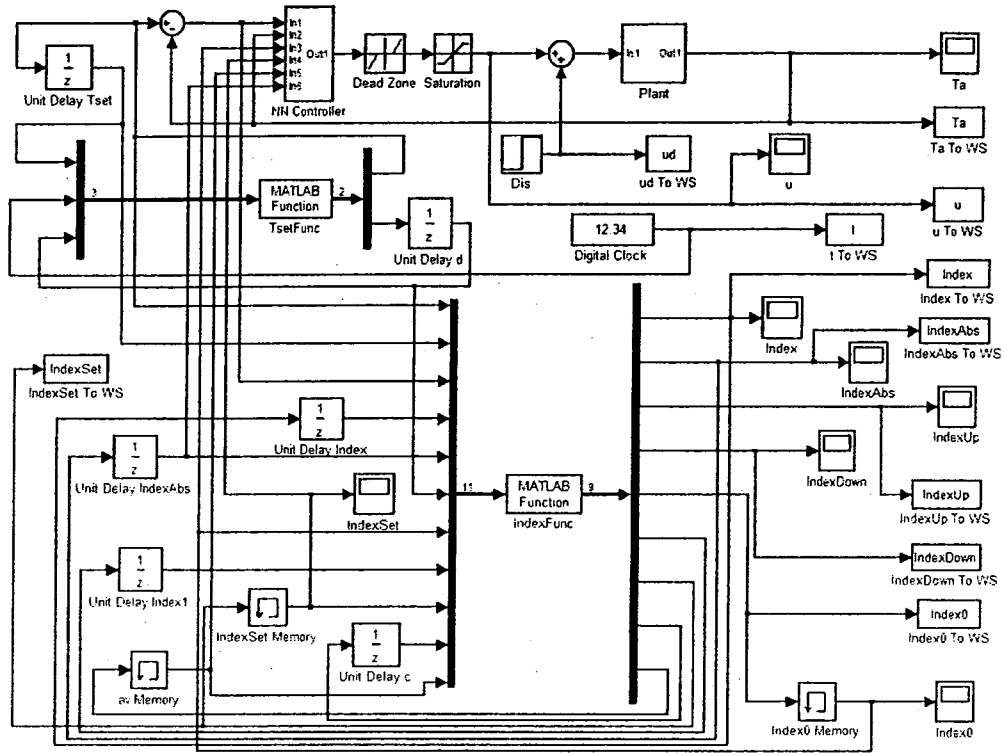 In1
In2
In3
In4
In5
In6
Out1
NN Controller
Dead Zone
Saturation
In1
Out1
Plant
Ta
1
z
Unit Delay Tset
Ta
Ta To WS
Dis
ud
ud To WS
u
3
MATLAB
Function
TsetFunc
2
1
z
Unit Delay d
u
u To WS
12.34
Digital Clock
t
t To WS
Index
Index To WS
Index
IndexAbs
IndexAbs To WS
IndexSet
IndexSet To WS
IndexAbs
1
z
Unit Delay Index
IndexUp
1
z
Unit Delay IndexAbs
IndexSet
11
MATLAB
Function
IndexFunc
9
IndexDown
IndexUp
IndexUp To WS
1
z
Unit Delay Index1
IndexDown
IndexDown To WS
IndexSet Memory
Index0
Index0 To WS
1
z
Unit Delay c
av Memory
Index0 Memory
Index0